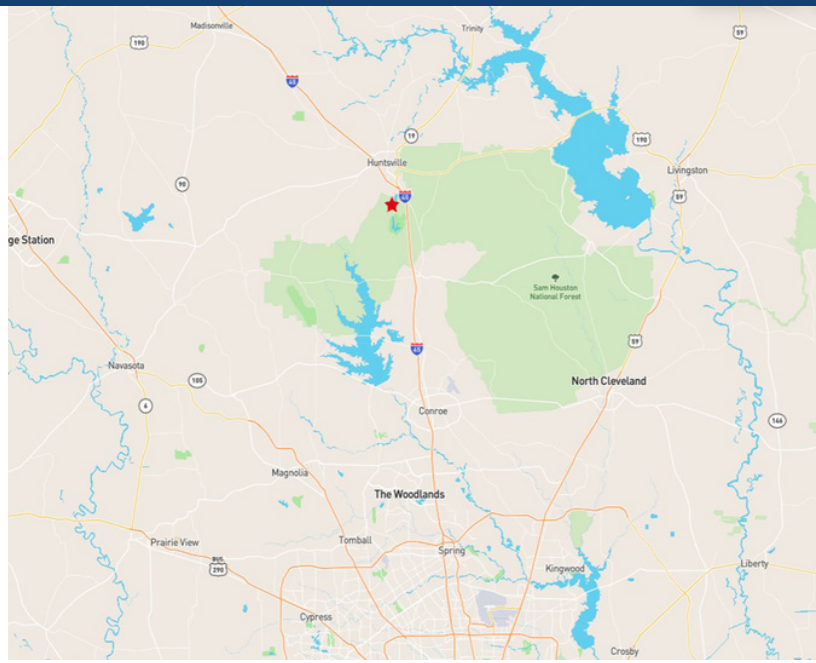 Madisonville
190
45
Trinity
59
19
Huntsville
190
90
45
Livingston
59
ge Station
Sam Houston
National Forest
59
45
Navasota
105
North Cleveland
6
Conroe
146
Magnolia
The Woodlands
Prairie View
Tomball
Spring
BUS.
290
Kingwood
Liberty
Cypress
Crosby